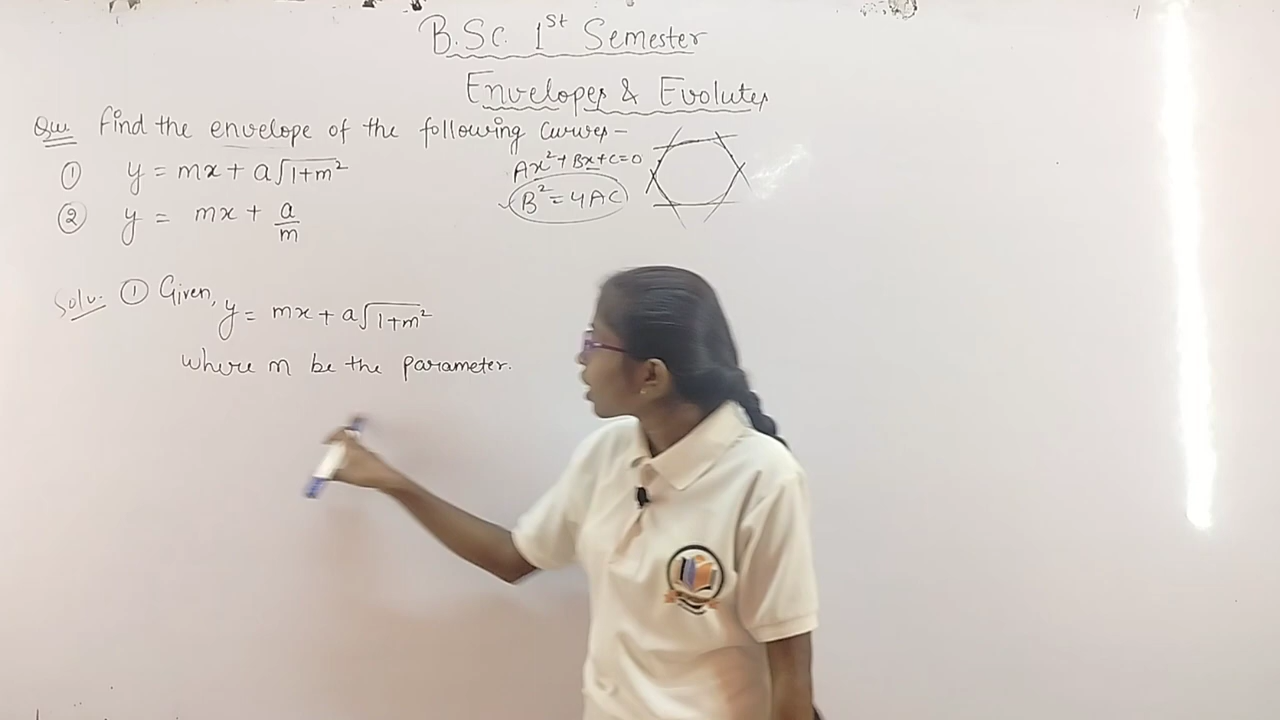 B.Sc. 1st Semester
Envelopes & Evolutes
Que. Find the envelope of the following curves –
① y = mx + a√(1+m²)
② y = mx + a/m
Ax² + Bx + C = 0
B² = 4AC
Solu. ① Given, y = mx + a√(1+m²)
where m be the parameter.